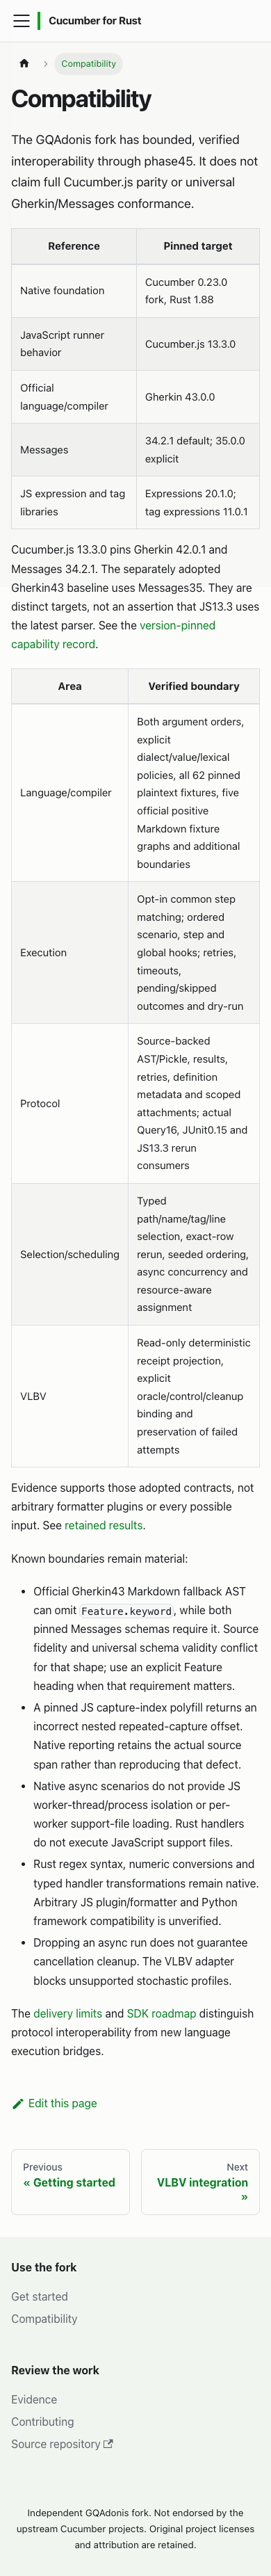 Cucumber for Rust
Compatibility
Compatibility
The GQAdonis fork has bounded, verified
interoperability through phase45. It does not
claim full Cucumber.js parity or universal
Gherkin/Messages conformance.
Reference Pinned target
Native foundation
Cucumber 0.23.0
fork, Rust 1.88
JavaScript runner
behavior
Cucumber.js 13.3.0
Official
language/compiler
Gherkin 43.0.0
Messages
34.2.1 default; 35.0.0
explicit
JS expression and tag
libraries
Expressions 20.1.0;
tag expressions 11.0.1
Cucumber.js 13.3.0 pins Gherkin 42.0.1 and
Messages 34.2.1. The separately adopted
Gherkin43 baseline uses Messages35. They are
distinct targets, not an assertion that JS13.3 uses
the latest parser. See the version-pinned
capability record.
Area Verified boundary
Language/compiler
Both argument orders,
explicit
dialect/value/lexical
policies, all 62 pinned
plaintext fixtures, five
official positive
Markdown fixture
graphs and additional
boundaries
Execution
Opt-in common step
matching; ordered
scenario, step and
global hooks; retries,
timeouts,
pending/skipped
outcomes and dry-run
Protocol
Source-backed
AST/Pickle, results,
retries, definition
metadata and scoped
attachments; actual
Query16, JUnit0.15 and
JS13.3 rerun
consumers
Selection/scheduling
Typed
path/name/tag/line
selection, exact-row
rerun, seeded ordering,
async concurrency and
resource-aware
assignment
VLBV
Read-only deterministic
receipt projection,
explicit
oracle/control/cleanup
binding and
preservation of failed
attempts
Evidence supports those adopted contracts, not
arbitrary formatter plugins or every possible
input. See retained results.
Known boundaries remain material:
• Official Gherkin43 Markdown fallback AST
can omit Feature.keyword, while both
pinned Messages schemas require it. Source
fidelity and universal schema validity conflict
for that shape; use an explicit Feature
heading when that requirement matters.
• A pinned JS capture-index polyfill returns an
incorrect nested repeated-capture offset.
Native reporting retains the actual source
span rather than reproducing that defect.
• Native async scenarios do not provide JS
worker-thread/process isolation or per-
worker support-file loading. Rust handlers
do not execute JavaScript support files.
• Rust regex syntax, numeric conversions and
typed handler transformations remain native.
Arbitrary JS plugin/formatter and Python
framework compatibility is unverified.
• Dropping an async run does not guarantee
cancellation cleanup. The VLBV adapter
blocks unsupported stochastic profiles.
The delivery limits and SDK roadmap distinguish
protocol interoperability from new language
execution bridges.
Edit this page
Previous
« Getting started
Next
VLBV integration
»
Use the fork
Get started
Compatibility
Review the work
Evidence
Contributing
Source repository
Independent GQAdonis fork. Not endorsed by the
upstream Cucumber projects. Original project licenses
and attribution are retained.